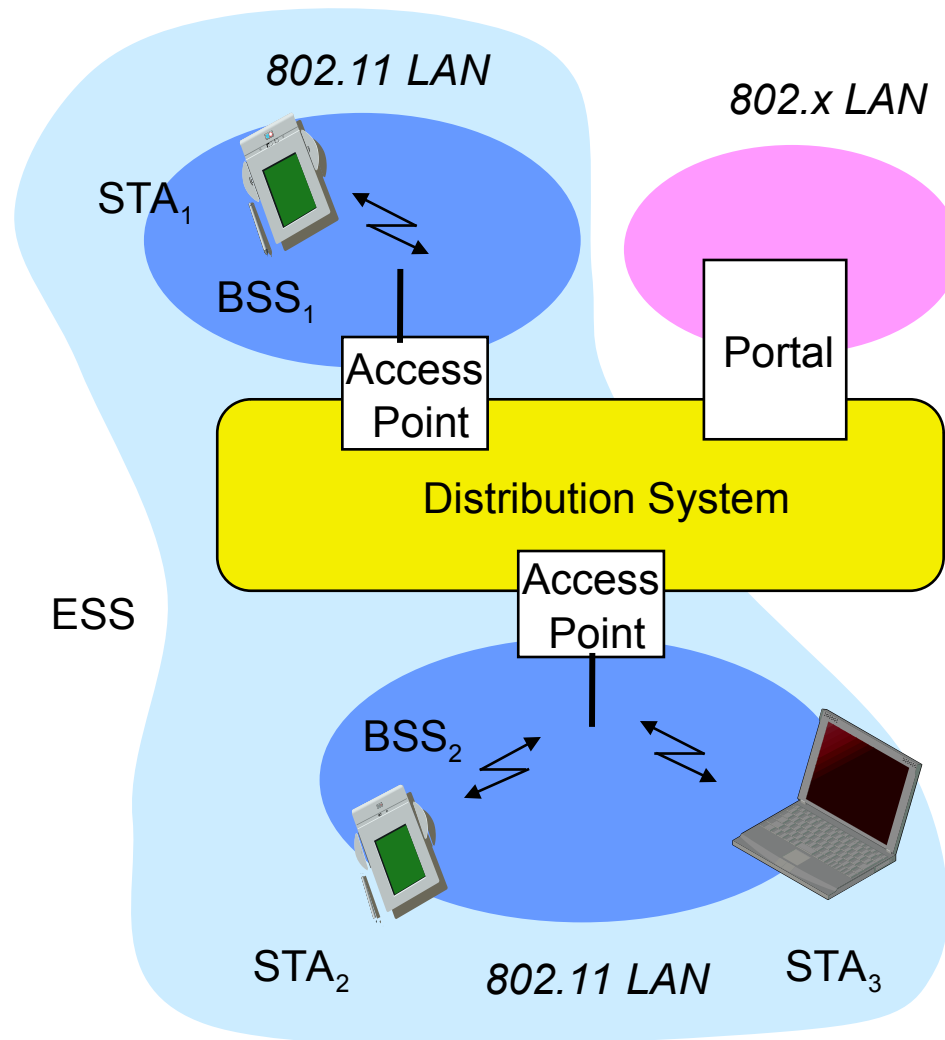 802.11 LAN
802.x LAN
STA₁
BSS₁
Access
Point
Portal
Distribution System
Access
Point
ESS
BSS₂
STA₂
802.11 LAN
STA₃